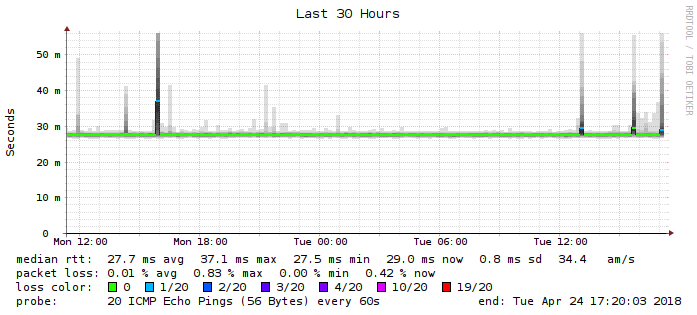 Last 30 Hours
RRDTOOL / TOBI OETIKER
Seconds
50 m
40 m
30 m
20 m
10 m
0
Mon 12:00 Mon 18:00 Tue 00:00 Tue 06:00 Tue 12:00
median rtt: 27.7 ms avg 37.1 ms max 27.5 ms min 29.0 ms now 0.8 ms sd 34.4 am/s
packet loss: 0.01 % avg 0.83 % max 0.00 % min 0.42 % now
loss color: 0 1/20 2/20 3/20 4/20 10/20 19/20
probe: 20 ICMP Echo Pings (56 Bytes) every 60s end: Tue Apr 24 17:20:03 2018